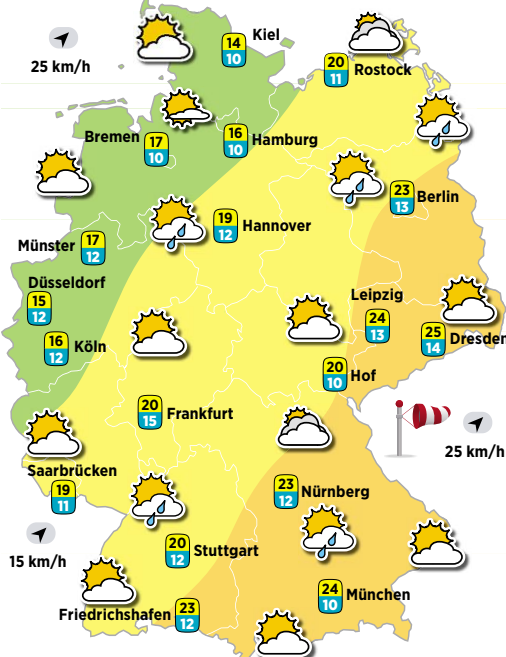 Kiel
14
10
25 km/h
20
11
Rostock
Bremen
17
10
16
10
Hamburg
23
13
Berlin
19
12
Hannover
Münster
17
12
Düsseldorf
15
12
Leipzig
24
13
25
14
Dresden
16
12
Köln
20
10
Hof
20
15
Frankfurt
25 km/h
Saarbrücken
19
11
23
12
Nürnberg
15 km/h
20
12
Stuttgart
24
10
München
Friedrichshafen
23
12